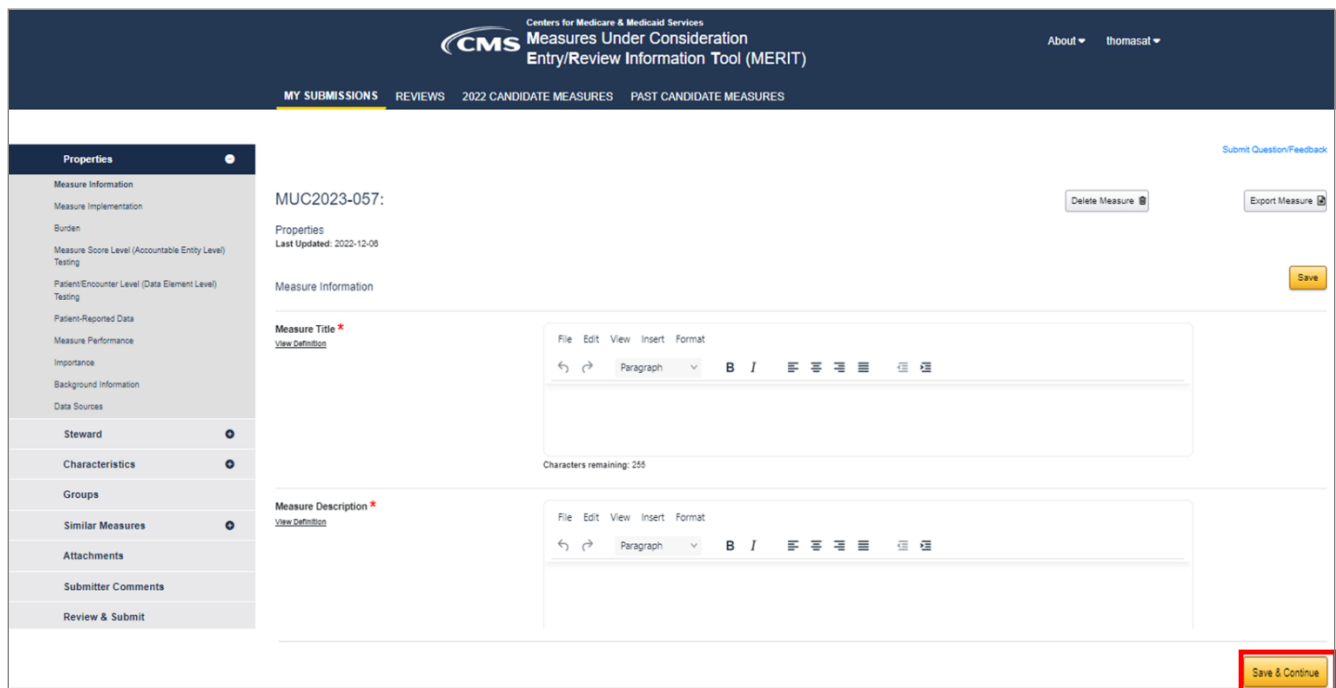 Centers for Medicare & Medicaid Services
CMS Measures Under Consideration
Entry/Review Information Tool (MERIT)
About thomasat
MY SUBMISSIONS REVIEWS 2022 CANDIDATE MEASURES PAST CANDIDATE MEASURES
Submit Question/Feedback
Properties
Measure Information
Measure Implementation
Burden
Measure Score Level (Accountable Entity Level)
Testing
Patient/Encounter Level (Data Element Level)
Testing
Patient-Reported Data
Measure Performance
Importance
Background Information
Data Sources
Steward
Characteristics
Groups
Similar Measures
Attachments
Submitter Comments
Review & Submit
MUC2023-057:
Delete Measure
Export Measure
Properties
Last Updated: 2022-12-06
Save
Measure Information
Measure Title *
View Definition
File Edit View Insert Format
Paragraph B I
Characters remaining: 255
Measure Description *
View Definition
File Edit View Insert Format
Paragraph B I
Save & Continue